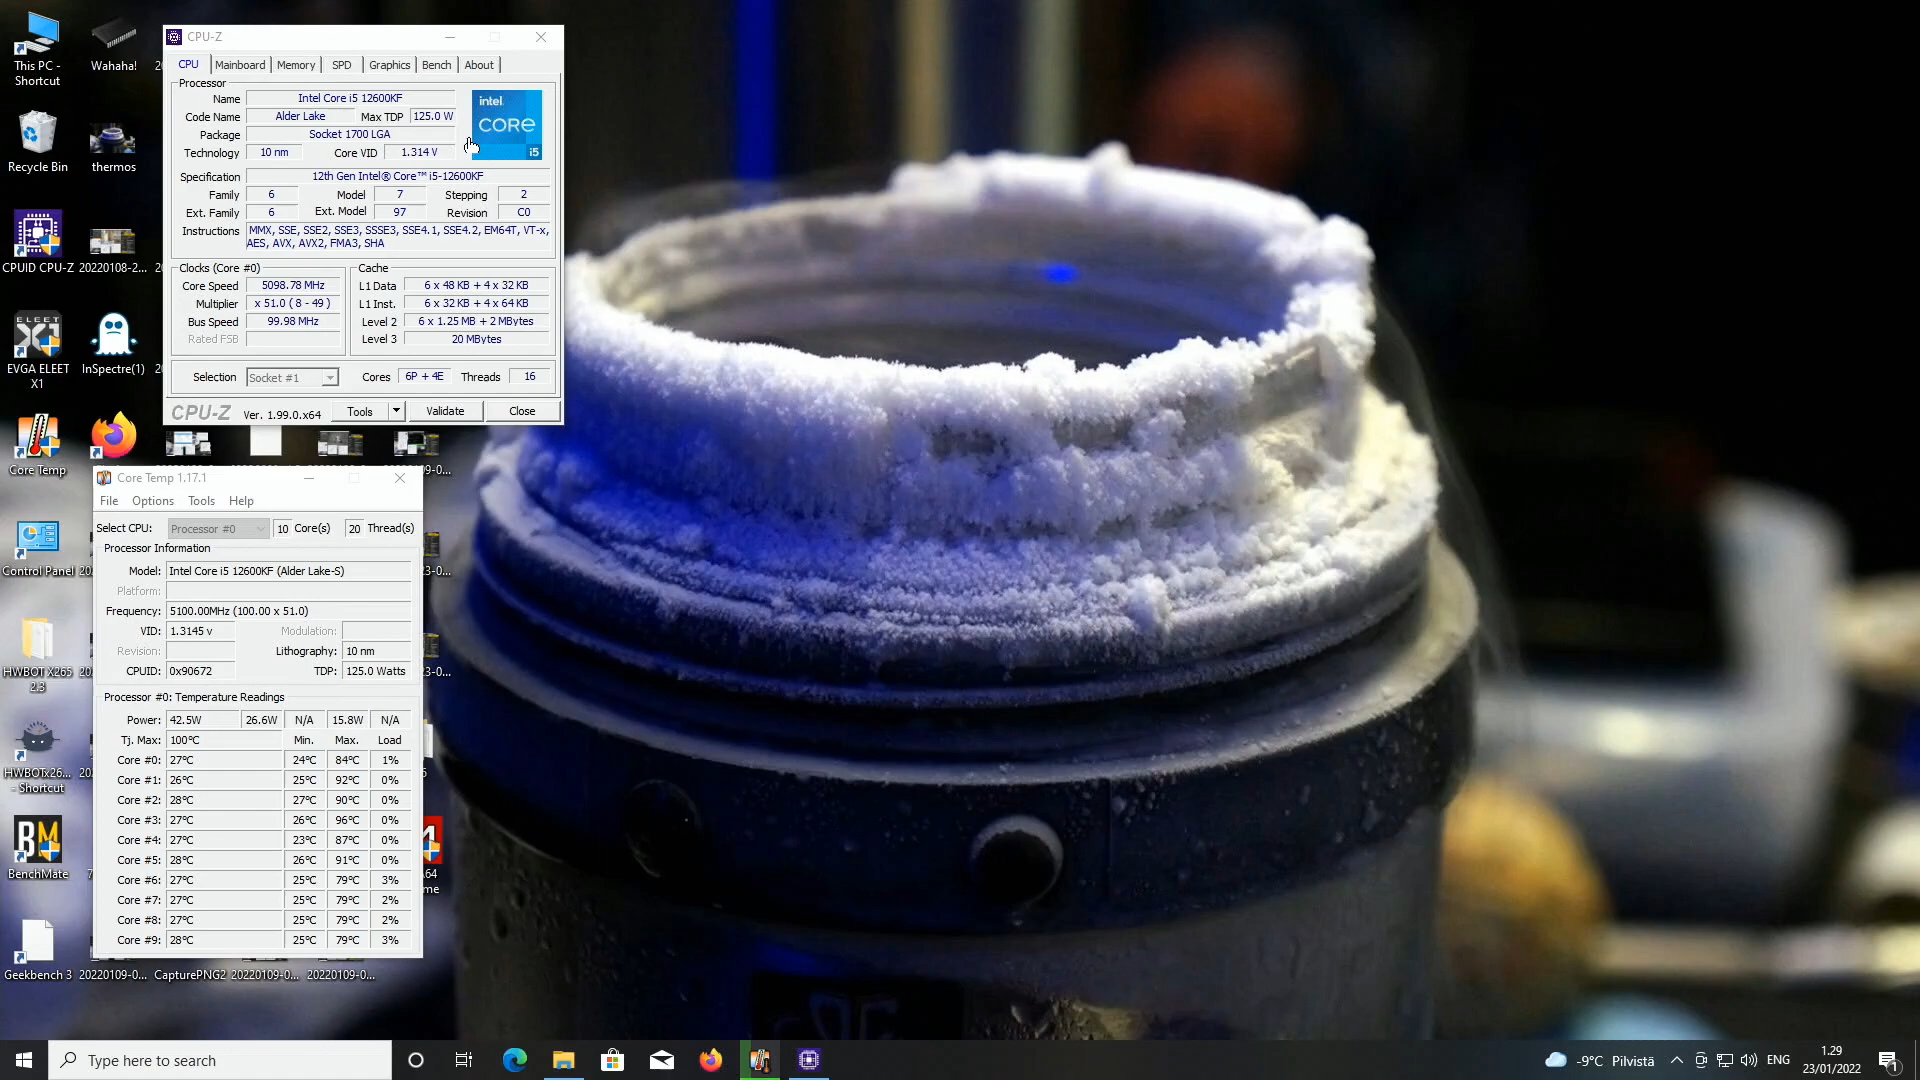 This PC -
Shortcut
Wahaha!
Recycle Bin
thermos
CPUID CPU-Z
20220108-2...
ELEET
X1
EVGA ELEET
X1
InSpectre(1)
Core Temp
Control Panel
HWBOT X265
2.3
HWBOTx26...
- Shortcut
BM
BenchMate
Geekbench 3
20220109-0...
CapturePNG2
20220109-0...
20220109-0...
CPU-Z
CPU
Mainboard
Memory
SPD
Graphics
Bench
About
Processor
Name
Intel Core i5 12600KF
Code Name
Alder Lake
Max TDP
125.0 W
Package
Socket 1700 LGA
Technology
10 nm
Core VID
1.314 V
intel
CORE
i5
Specification
12th Gen Intel® Core™ i5-12600KF
Family
6
Model
7
Stepping
2
Ext. Family
6
Ext. Model
97
Revision
C0
Instructions
MMX, SSE, SSE2, SSE3, SSSE3, SSE4.1, SSE4.2, EM64T, VT-x,
AES, AVX, AVX2, FMA3, SHA
Clocks (Core #0)
Core Speed
5098.78 MHz
Multiplier
x 51.0 ( 8 - 49 )
Bus Speed
99.98 MHz
Rated FSB
Cache
L1 Data
6 x 48 KB + 4 x 32 KB
L1 Inst.
6 x 32 KB + 4 x 64 KB
Level 2
6 x 1.25 MB + 2 MBytes
Level 3
20 MBytes
Selection
Socket #1
Cores
6P + 4E
Threads
16
CPU-Z
Ver. 1.99.0.x64
Tools
Validate
Close
Core Temp 1.17.1
File
Options
Tools
Help
Select CPU:
Processor #0
10
Core(s)
20
Thread(s)
Processor Information
Model:
Intel Core i5 12600KF (Alder Lake-S)
Platform:
Frequency:
5100.00MHz (100.00 x 51.0)
VID:
1.3145 v
Modulation:
Revision:
Lithography:
10 nm
CPUID:
0x90672
TDP:
125.0 Watts
Processor #0: Temperature Readings
Power:
42.5W
26.6W
N/A
15.8W
N/A
Tj. Max:
100°C
Min.
Max.
Load
Core #0:
27°C
24°C
84°C
1%
Core #1:
26°C
25°C
92°C
0%
Core #2:
28°C
27°C
90°C
0%
Core #3:
27°C
26°C
96°C
0%
Core #4:
27°C
23°C
87°C
0%
Core #5:
28°C
26°C
91°C
0%
Core #6:
27°C
25°C
79°C
3%
Core #7:
27°C
25°C
79°C
2%
Core #8:
27°C
25°C
79°C
2%
Core #9:
28°C
25°C
79°C
3%
Type here to search
-9°C Pilvistä
ENG
1.29
23/01/2022
1